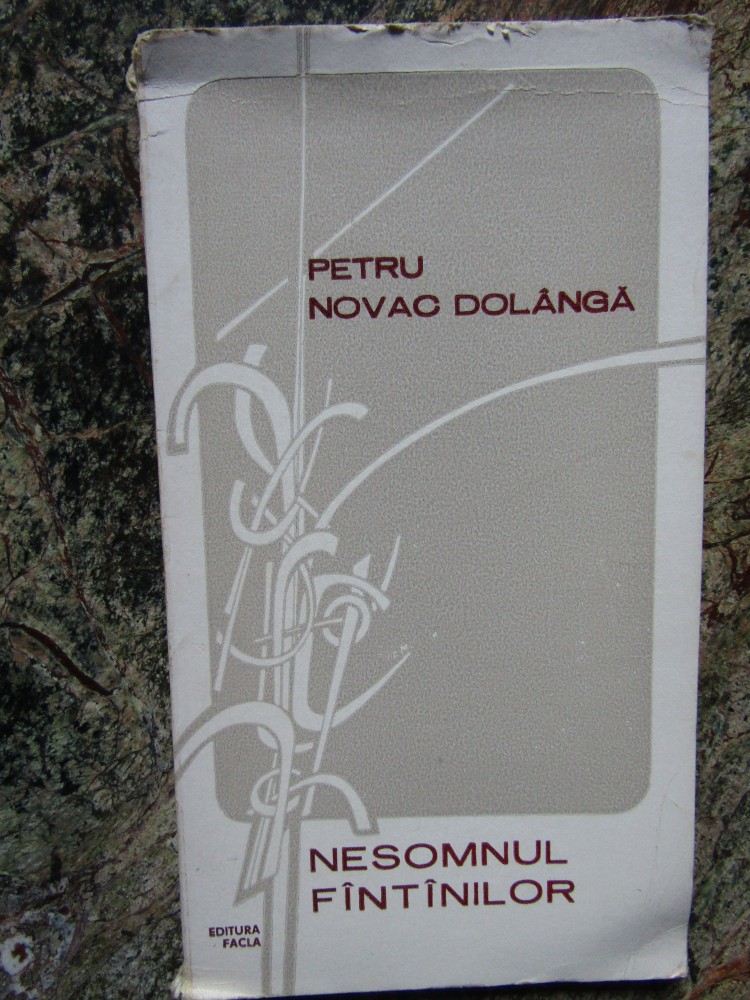 PETRU
NOVAC DOLÂNGĂ
NESOMNUL
FÎNTÎNILOR
EDITURA
FACLA